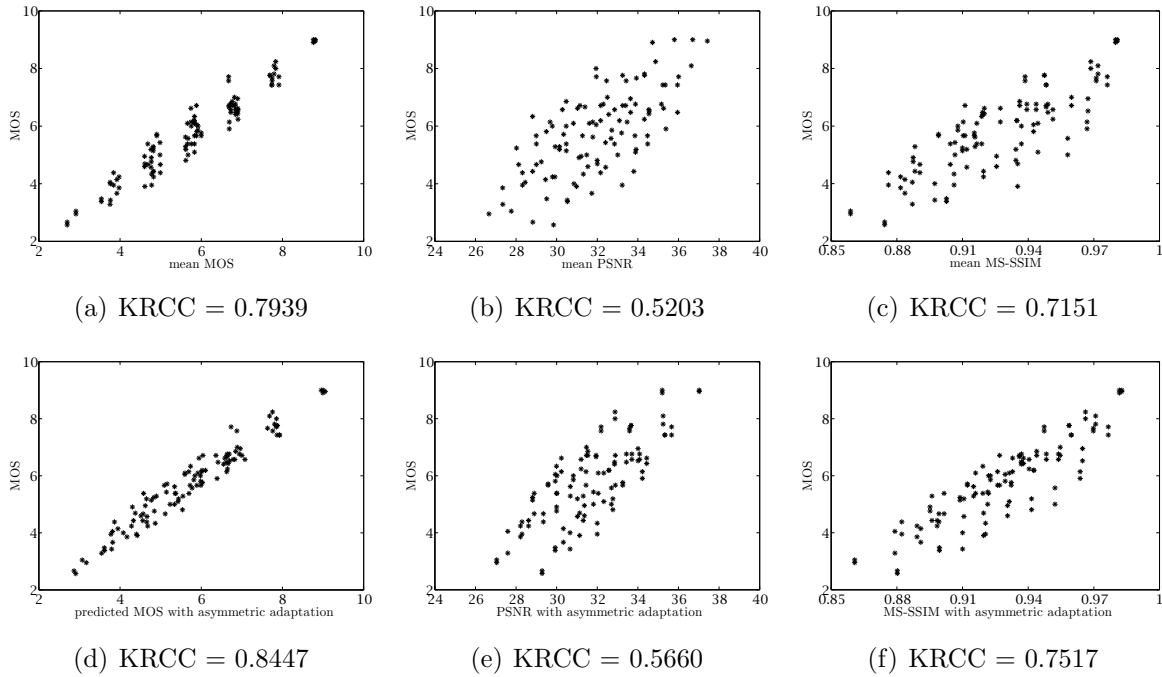 10
8
6
4
2
MOS
2 4 6 8 10
mean MOS
(a) KRCC = 0.7939
10
8
6
4
2
MOS
24 26 28 30 32 34 36 38 40
mean PSNR
(b) KRCC = 0.5203
10
8
6
4
2
MOS
0.85 0.88 0.91 0.94 0.97 1
mean MS-SSIM
(c) KRCC = 0.7151
10
8
6
4
2
MOS
2 4 6 8 10
predicted MOS with asymmetric adaptation
(d) KRCC = 0.8447
10
8
6
4
2
MOS
24 26 28 30 32 34 36 38 40
PSNR with asymmetric adaptation
(e) KRCC = 0.5660
10
8
6
4
2
MOS
0.85 0.88 0.91 0.94 0.97 1
MS-SSIM with asymmetric adaptation
(f) KRCC = 0.7517